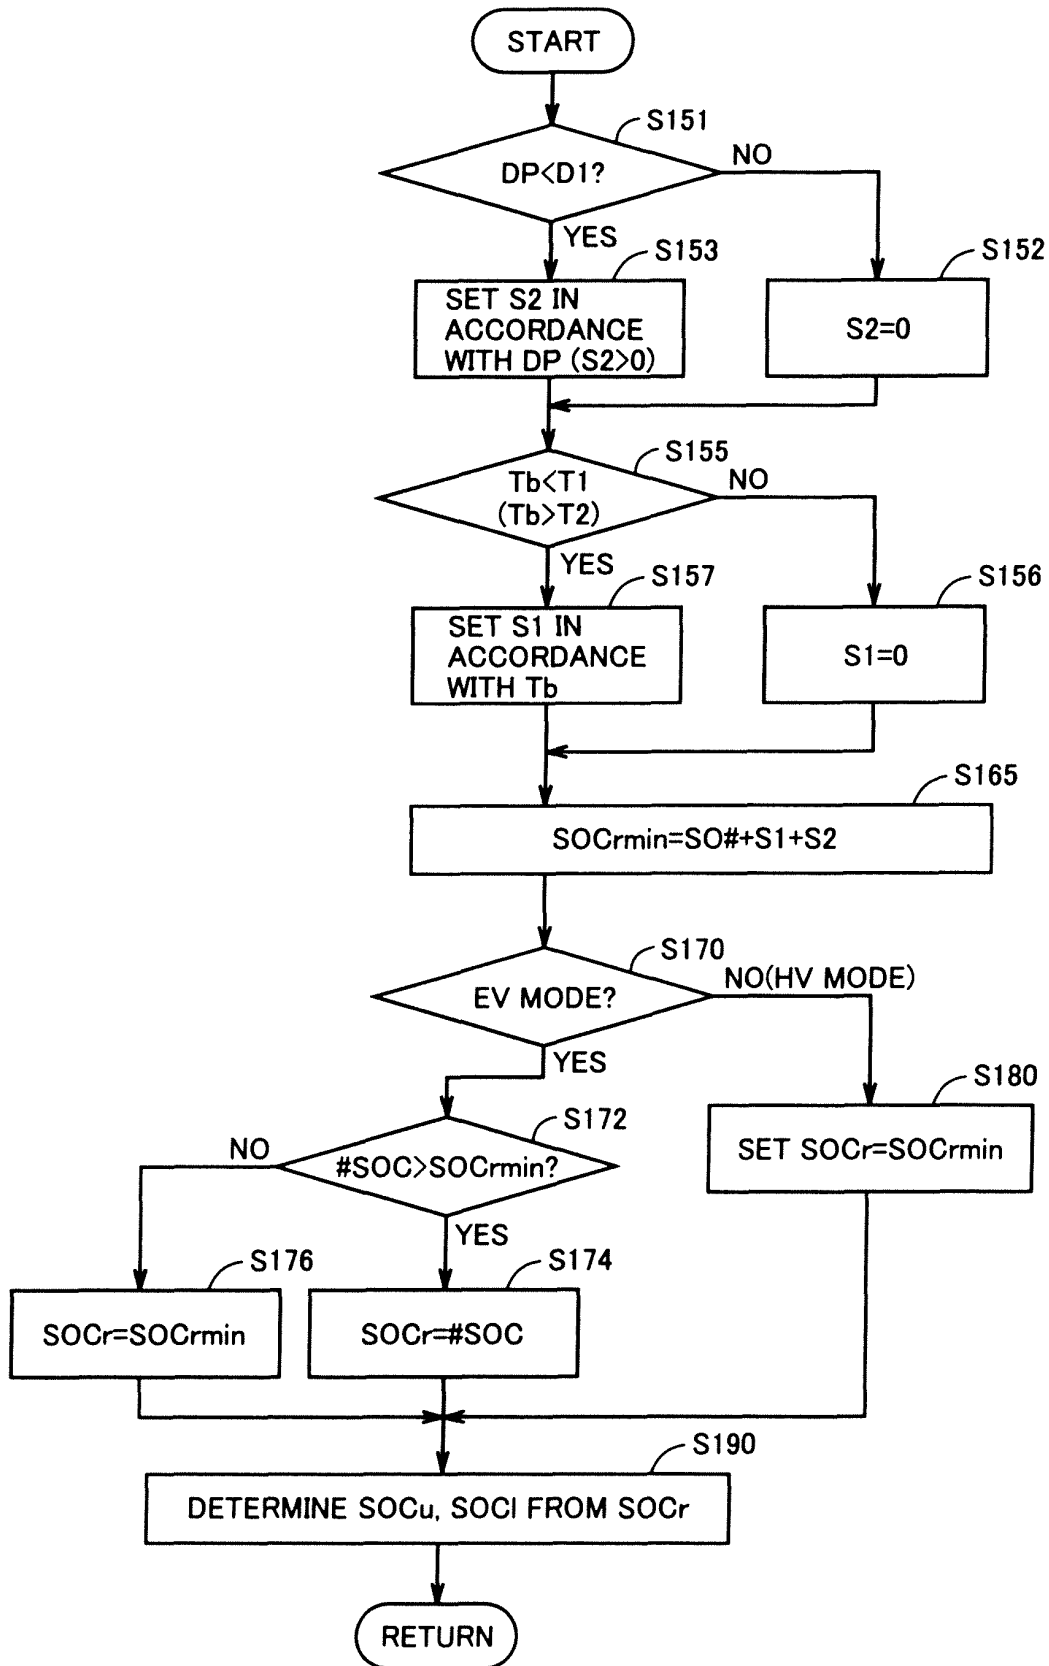 START
S151
DP<D1?
NO
YES
S153
S152
SET S2 IN
ACCORDANCE
WITH DP (S2>0)
S2=0
S155
Tb<T1
(Tb>T2)
NO
YES
S157
S156
SET S1 IN
ACCORDANCE
WITH Tb
S1=0
S165
SOCrmin=SO#+S1+S2
S170
EV MODE?
NO(HV MODE)
YES
S180
S172
NO
#SOC>SOCrmin?
SET SOCr=SOCrmin
YES
S176
S174
SOCr=SOCrmin
SOCr=#SOC
S190
DETERMINE SOCu, SOCl FROM SOCr
RETURN